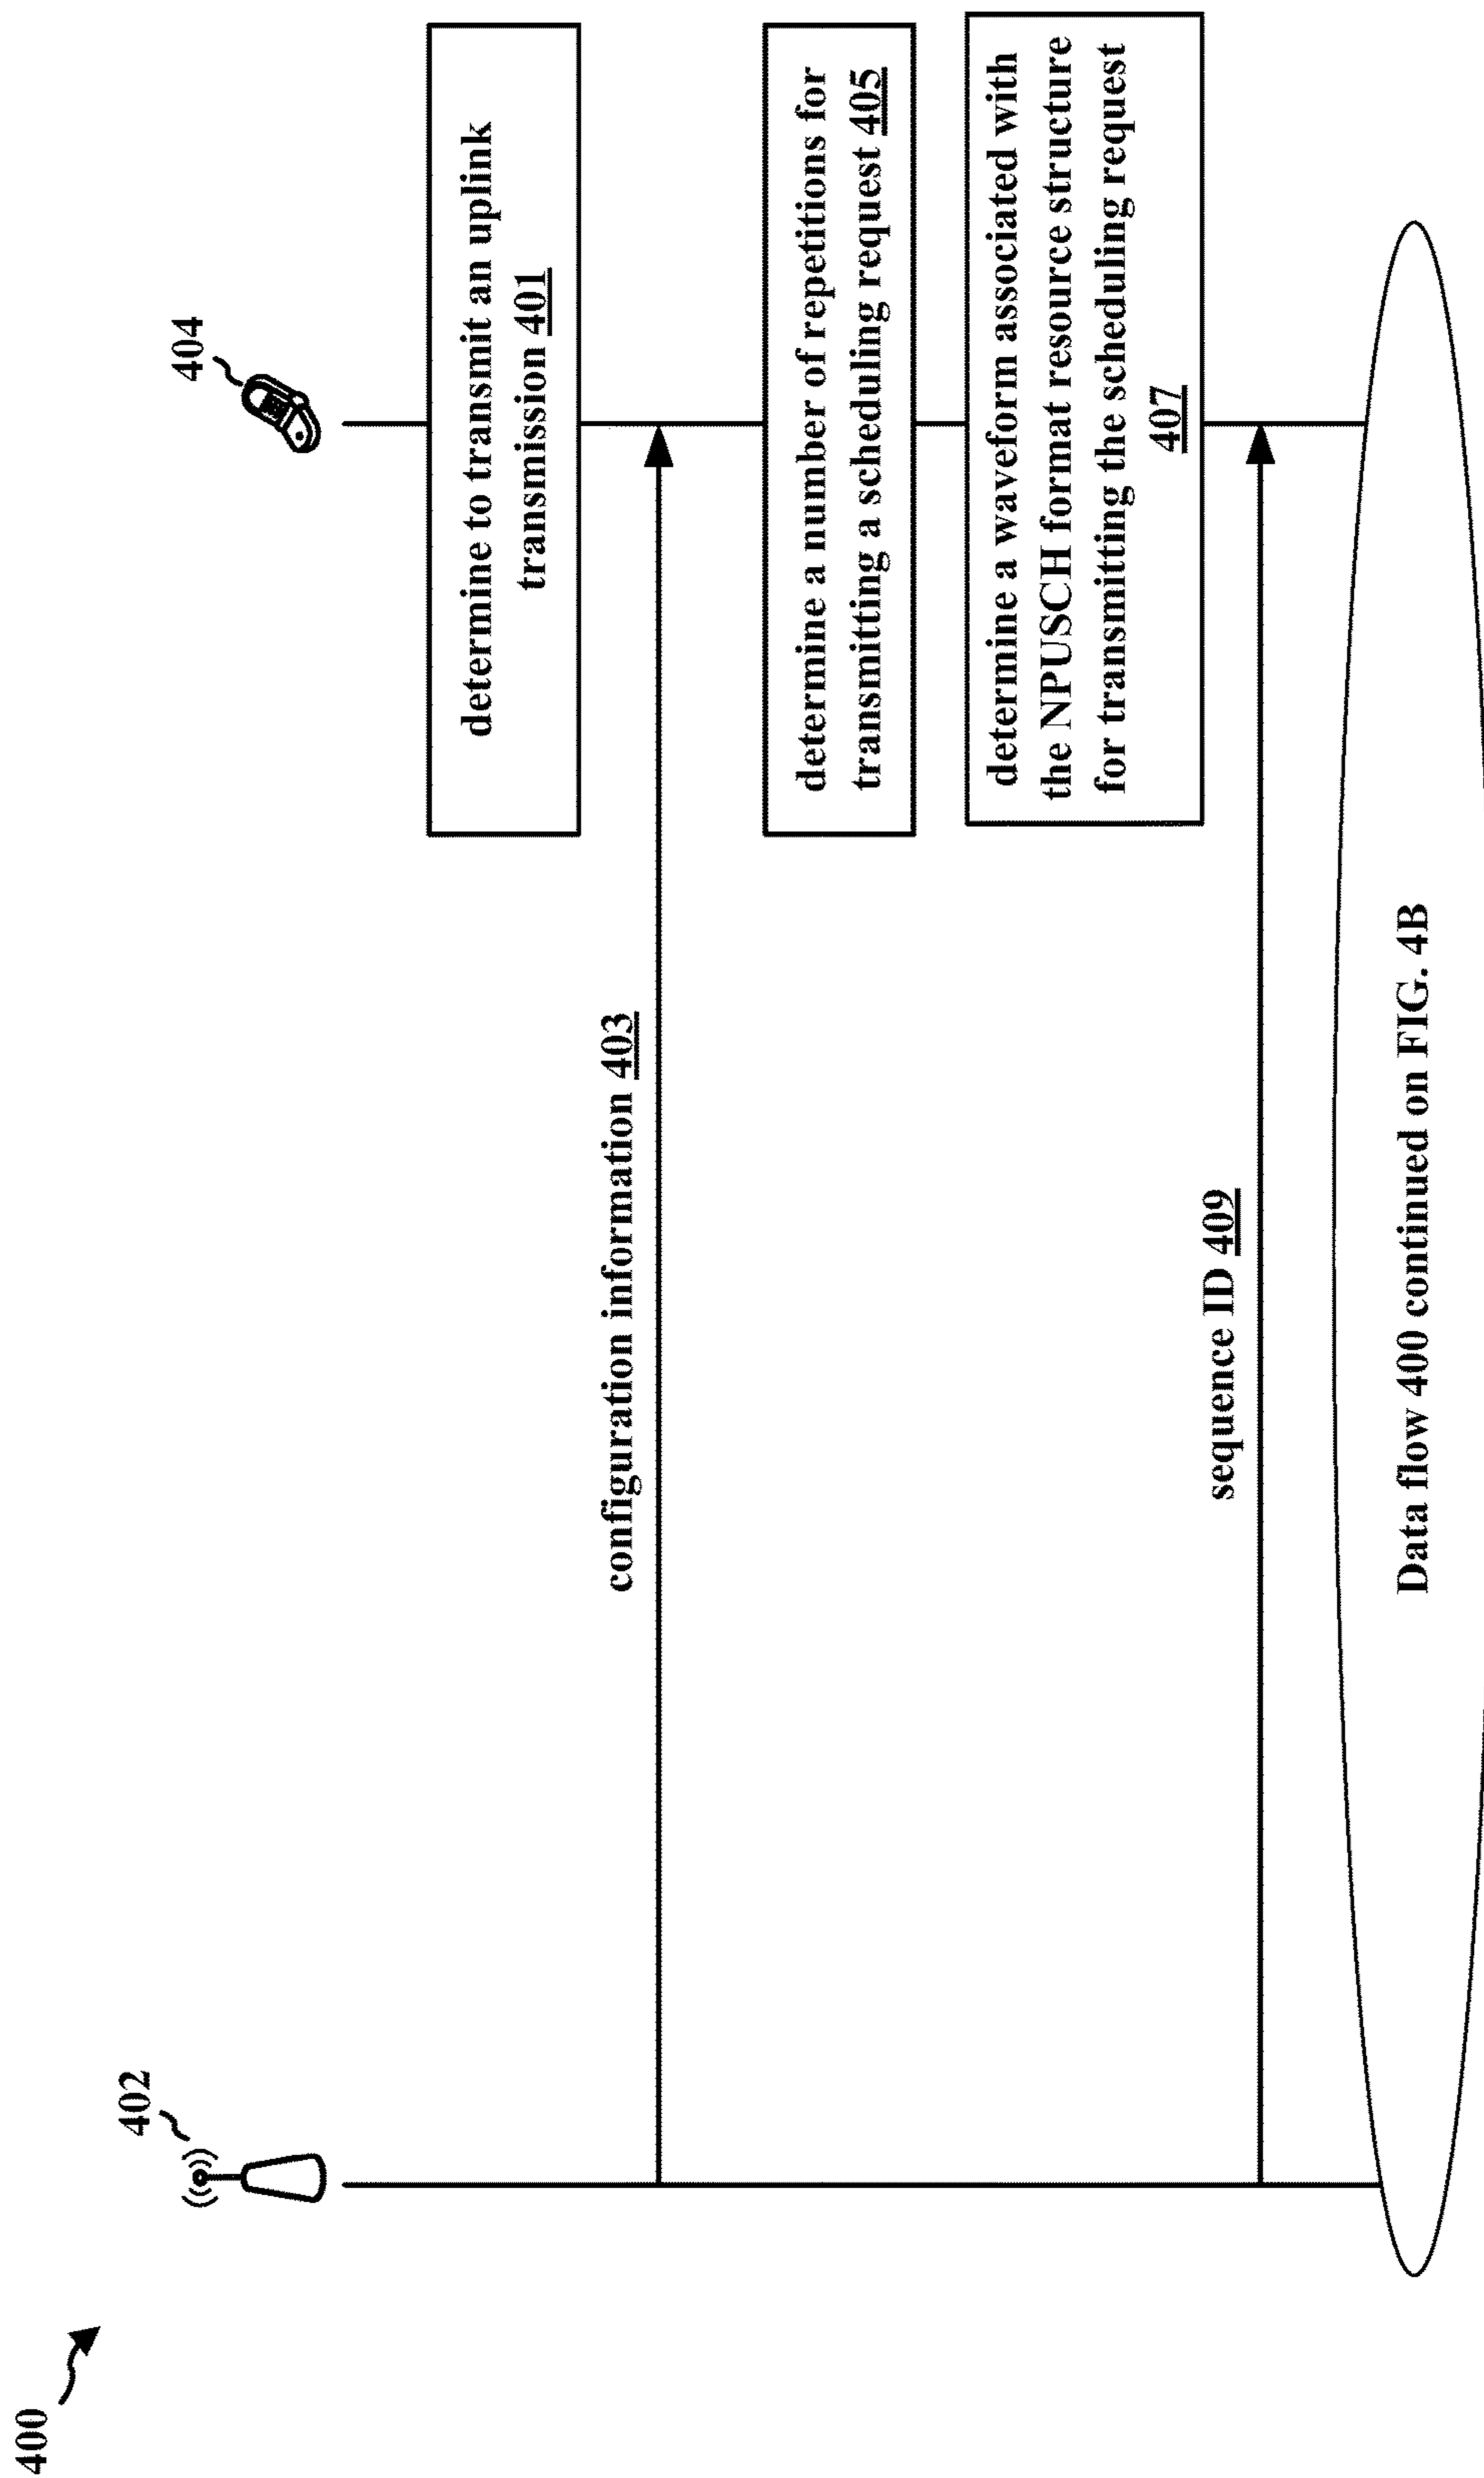 400
402
404
determine to transmit an uplink
transmission 401
configuration information 403
determine a number of repetitions for
transmitting a scheduling request 405
determine a waveform associated with
the NPUSCH format resource structure
for transmitting the scheduling request
407
sequence ID 409
Data flow 400 continued on FIG. 4B